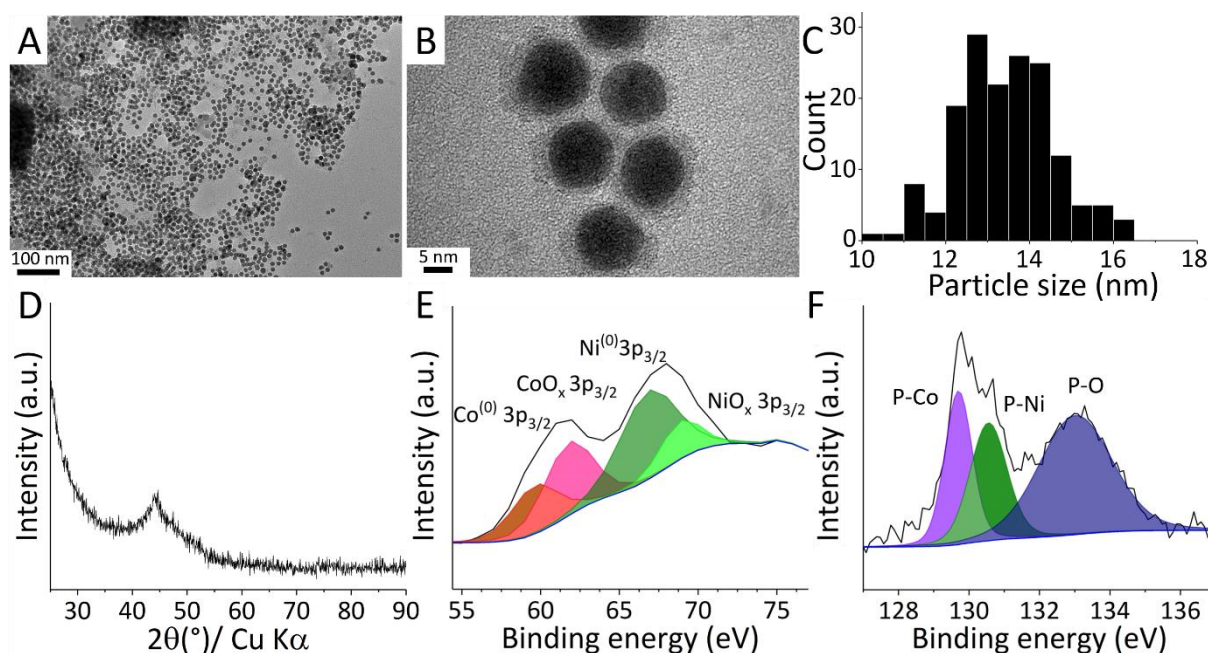 A
100 nm
B
5 nm
C
Count
30
20
10
0
10 12 14 16 18
Particle size (nm)
D
Intensity (a.u.)
30 40 50 60 70 80 90
2θ(°)/ Cu Kα
E
Intensity (a.u.)
Co(0) 3p3/2
CoOx 3p3/2
Ni(0)3p3/2
NiOx 3p3/2
55 60 65 70 75
Binding energy (eV)
F
Intensity (a.u.)
P-Co
P-Ni
P-O
128 130 132 134 136
Binding energy (eV)